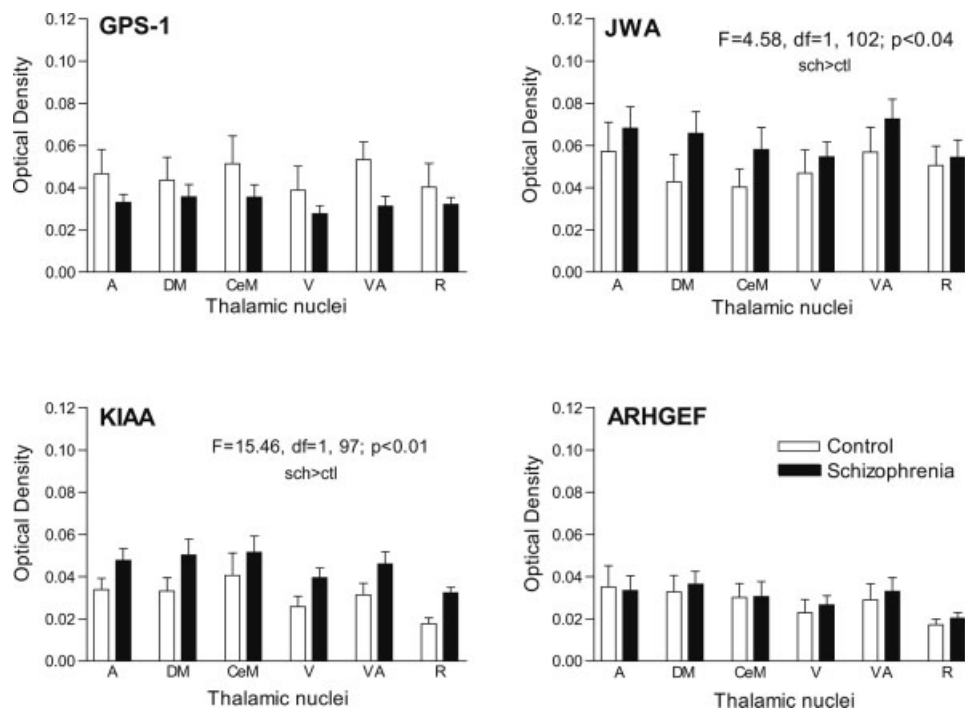 GPS-1
0.12
0.10
0.08
0.06
0.04
0.02
0.00
Optical Density
A DM CeM V VA R
Thalamic nuclei
JWA
F=4.58, df=1, 102; p<0.04
sch>ctl
0.12
0.10
0.08
0.06
0.04
0.02
0.00
Optical Density
A DM CeM V VA R
Thalamic nuclei
KIAA
F=15.46, df=1, 97; p<0.01
sch>ctl
0.12
0.10
0.08
0.06
0.04
0.02
0.00
Optical Density
A DM CeM V VA R
Thalamic nuclei
ARHGEF
Control
Schizophrenia
0.12
0.10
0.08
0.06
0.04
0.02
0.00
Optical Density
A DM CeM V VA R
Thalamic nuclei